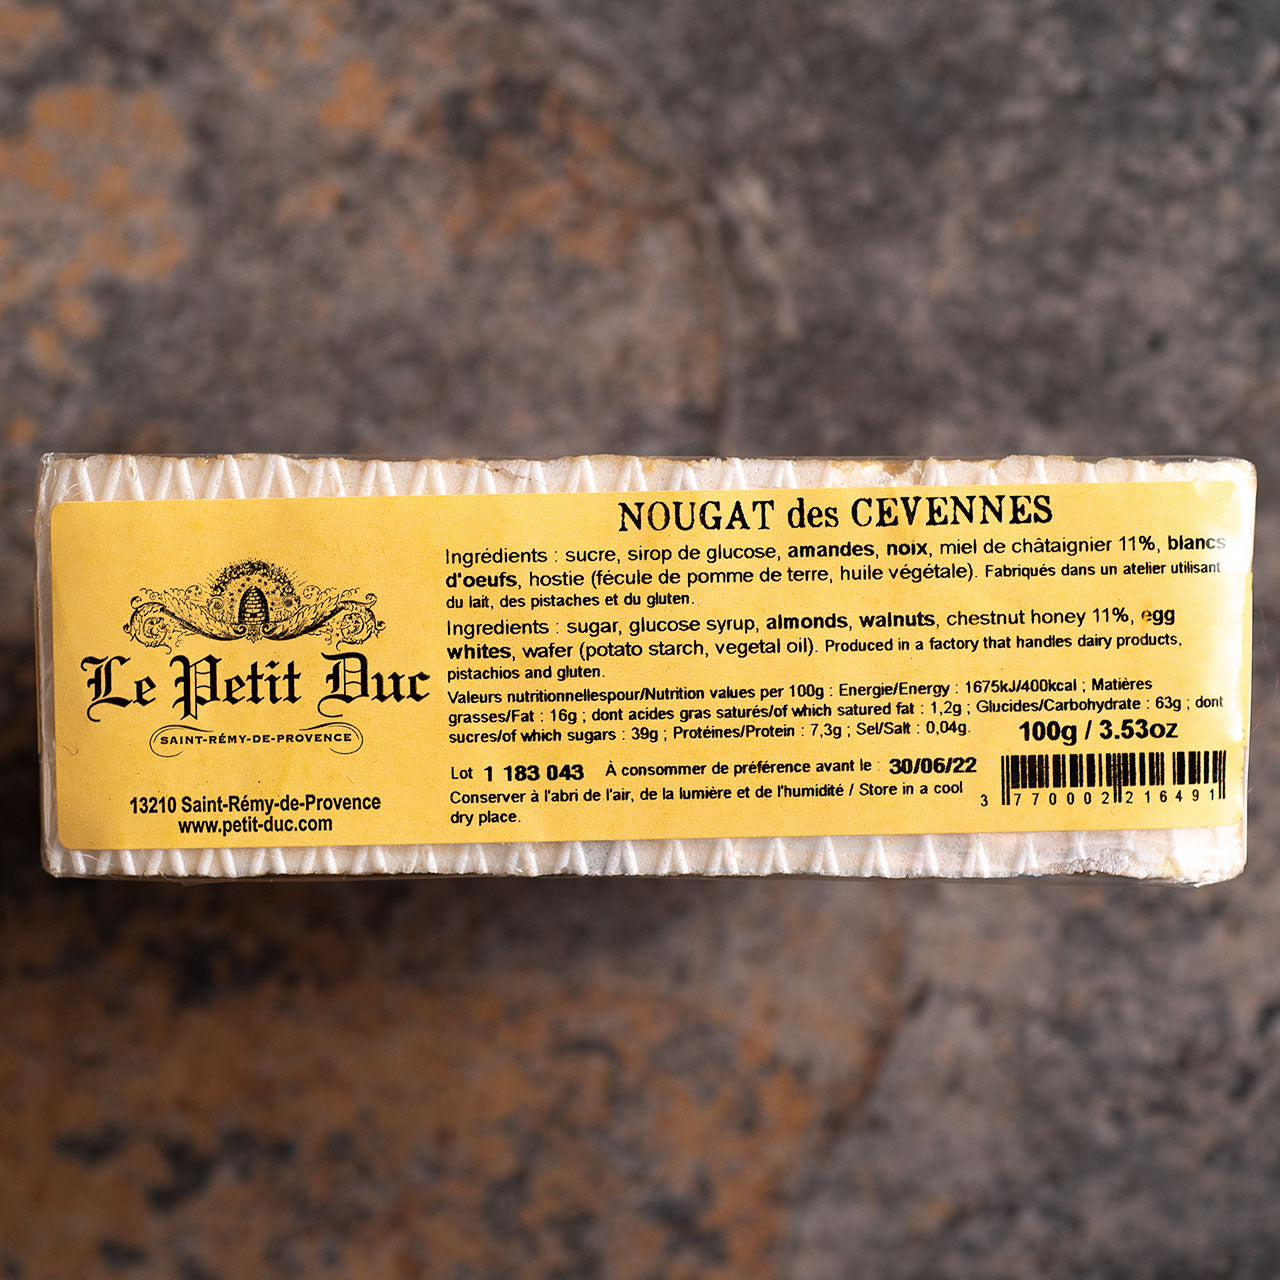 Le Petit Duc
SAINT-RÉMY-DE-PROVENCE
13210 Saint-Rémy-de-Provence
www.petit-duc.com
NOUGAT des CEVENNES
Ingrédients : sucre, sirop de glucose, amandes, noix, miel de châtaignier 11%, blancs
d'oeufs, hostie (fécule de pomme de terre, huile végétale). Fabriqués dans un atelier utilisant
du lait, des pistaches et du gluten.
Ingredients : sugar, glucose syrup, almonds, walnuts, chestnut honey 11%, egg
whites, wafer (potato starch, vegetal oil). Produced in a factory that handles dairy products,
pistachios and gluten.
Valeurs nutritionnellespour/Nutrition values per 100g : Energie/Energy : 1675kJ/400kcal ; Matières
grasses/Fat : 16g ; dont acides gras saturés/of which satured fat : 1,2g ; Glucides/Carbohydrate : 63g ; dont
sucres/of which sugars : 39g ; Protéines/Protein : 7,3g ; Sel/Salt : 0,04g.
100g / 3.53oz
Lot 1 183 043 À consommer de préférence avant le : 30/06/22
Conserver à l'abri de l'air, de la lumière et de l'humidité / Store in a cool
dry place.
3 770002 216491